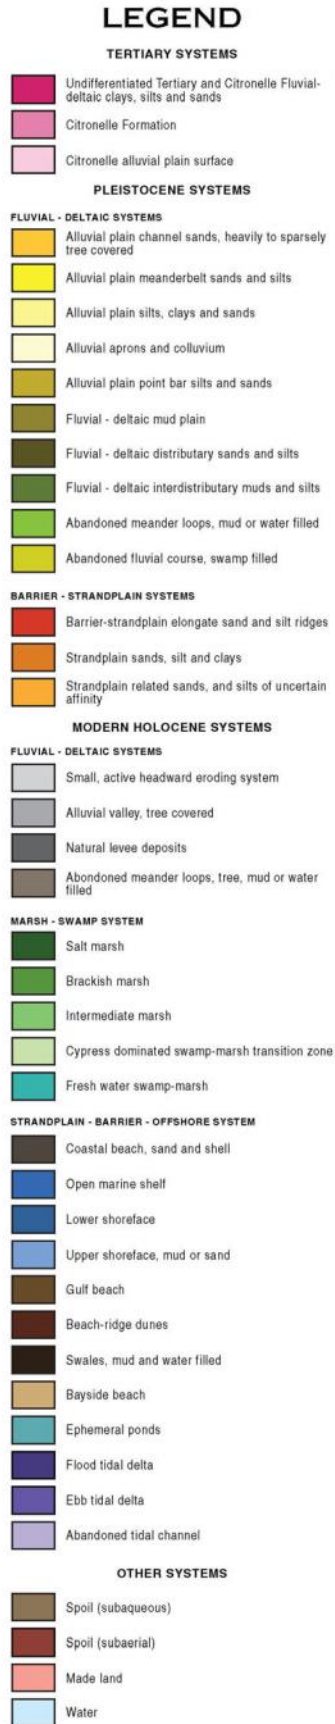 LEGEND
TERTIARY SYSTEMS
Undifferentiated Tertiary and Citronelle Fluvial-
deltaic clays, silts and sands
Citronelle Formation
Citronelle alluvial plain surface
PLEISTOCENE SYSTEMS
FLUVIAL - DELTAIC SYSTEMS
Alluvial plain channel sands, heavily to sparsely
tree covered
Alluvial plain meanderbelt sands and silts
Alluvial plain silts, clays and sands
Alluvial aprons and colluvium
Alluvial plain point bar silts and sands
Fluvial - deltaic mud plain
Fluvial - deltaic distributary sands and silts
Fluvial - deltaic interdistributary muds and silts
Abandoned meander loops, mud or water filled
Abandoned fluvial course, swamp filled
BARRIER - STRANDPLAIN SYSTEMS
Barrier-strandplain elongate sand and silt ridges
Strandplain sands, silt and clays
Strandplain related sands, and silts of uncertain
affinity
MODERN HOLOCENE SYSTEMS
FLUVIAL - DELTAIC SYSTEMS
Small, active headward eroding system
Alluvial valley, tree covered
Natural levee deposits
Abondoned meander loops, tree, mud or water
filled
MARSH - SWAMP SYSTEM
Salt marsh
Brackish marsh
Intermediate marsh
Cypress dominated swamp-marsh transition zone
Fresh water swamp-marsh
STRANDPLAIN - BARRIER - OFFSHORE SYSTEM
Coastal beach, sand and shell
Open marine shelf
Lower shoreface
Upper shoreface, mud or sand
Gulf beach
Beach-ridge dunes
Swales, mud and water filled
Bayside beach
Ephemeral ponds
Flood tidal delta
Ebb tidal delta
Abandoned tidal channel
OTHER SYSTEMS
Spoil (subaqueous)
Spoil (subaerial)
Made land
Water